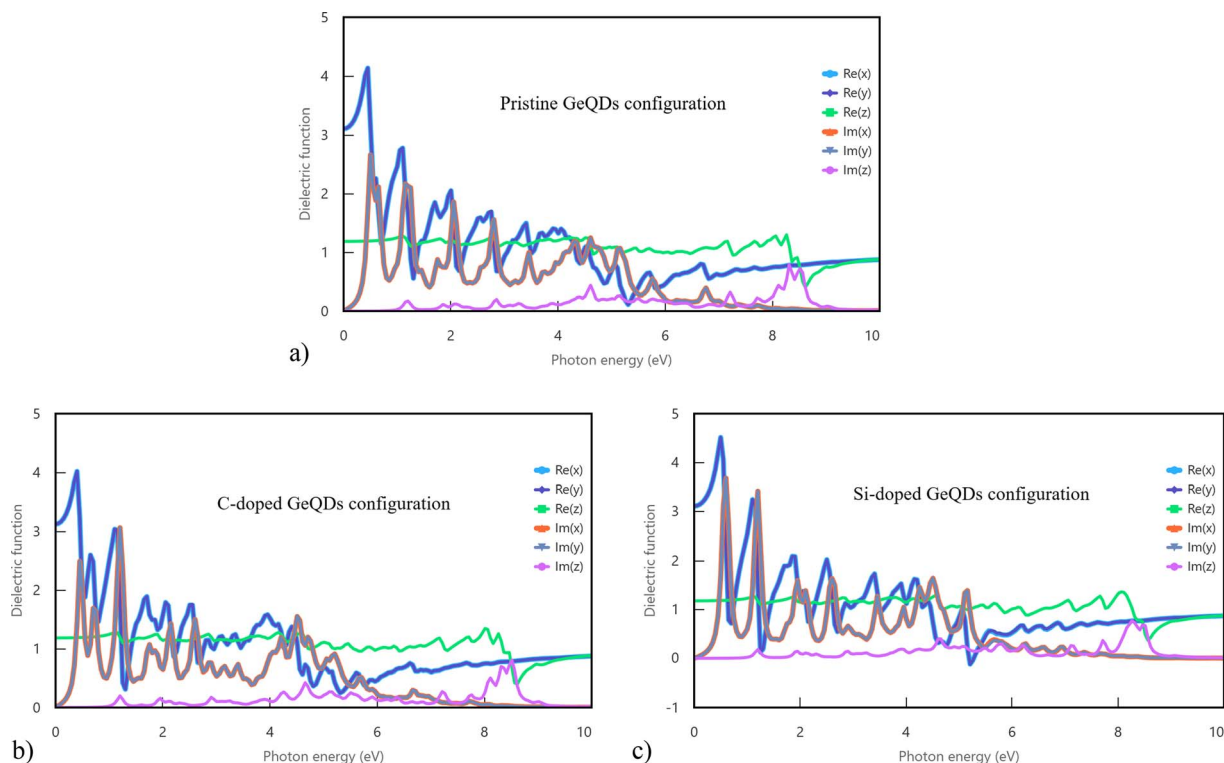 5
4
3
2
1
0
Dielectric function
Pristine GeQDs configuration
Re(x)
Re(y)
Re(z)
Im(x)
Im(y)
Im(z)
0 2 4 6 8 10
Photon energy (eV)
a)
5
4
3
2
1
0
Dielectric function
C-doped GeQDs configuration
Re(x)
Re(y)
Re(z)
Im(x)
Im(y)
Im(z)
0 2 4 6 8 10
Photon energy (eV)
b)
5
4
3
2
1
0
-1
Dielectric function
Si-doped GeQDs configuration
Re(x)
Re(y)
Re(z)
Im(x)
Im(y)
Im(z)
0 2 4 6 8 10
Photon energy (eV)
c)